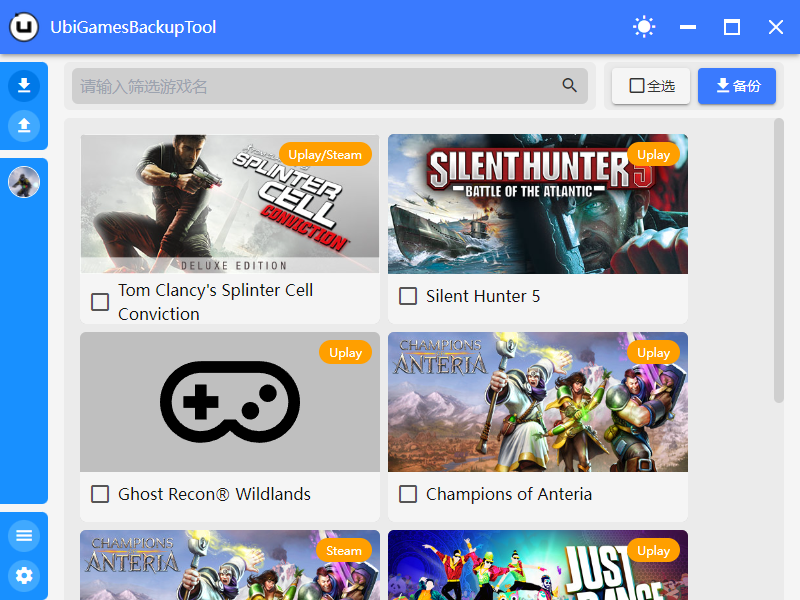 UbiGamesBackupTool
请输入筛选游戏名
全选
备份
Uplay/Steam
Tom Clancy's
SPLINTER
CELL
CONVICTION
DELUXE EDITION
Tom Clancy's Splinter Cell
Conviction
Uplay
SILENT HUNTER 5
BATTLE OF THE ATLANTIC
Silent Hunter 5
Uplay
Ghost Recon® Wildlands
Uplay
CHAMPIONS
OF
ANTERIA
Champions of Anteria
Steam
CHAMPIONS
OF
ANTERIA
Uplay
JUST
DANCE